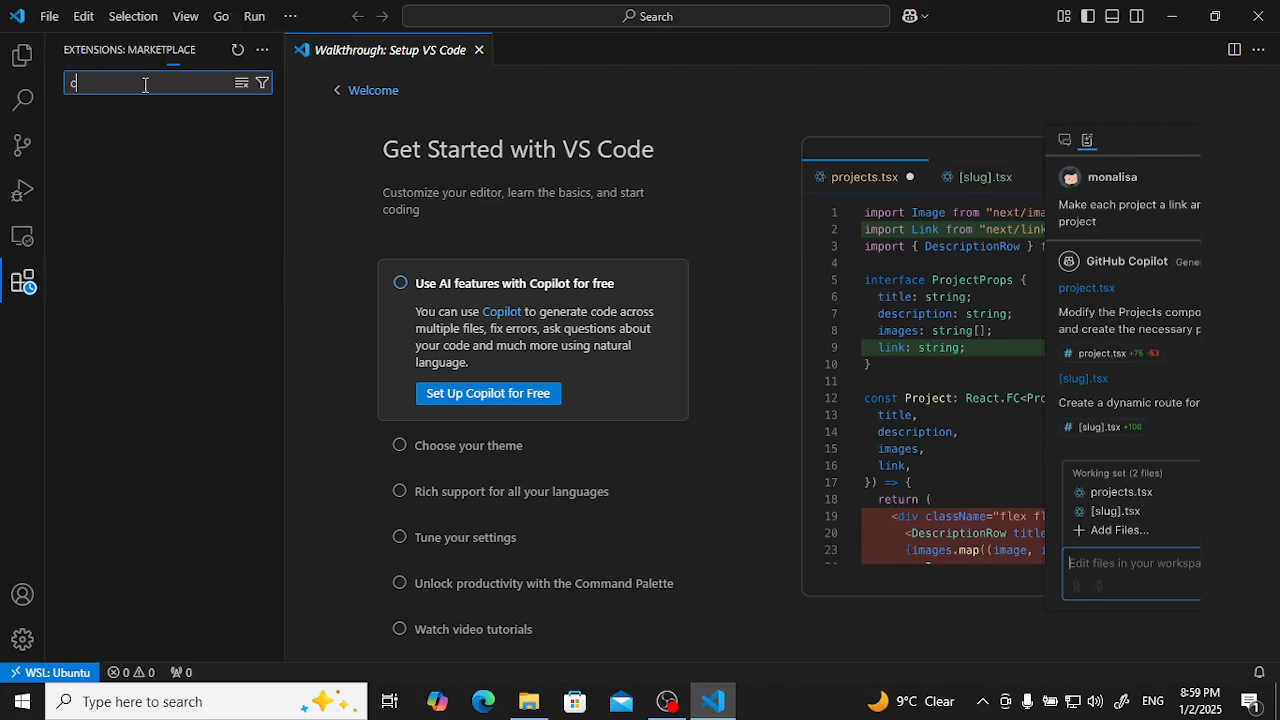 File Edit Selection View Go Run ···
Search
EXTENSIONS: MARKETPLACE
c
Walkthrough: Setup VS Code
Welcome
Get Started with VS Code
Customize your editor, learn the basics, and start
coding
Use AI features with Copilot for free
You can use Copilot to generate code across
multiple files, fix errors, ask questions about
your code and much more using natural
language.
Set Up Copilot for Free
Choose your theme
Rich support for all your languages
Tune your settings
Unlock productivity with the Command Palette
Watch video tutorials
projects.tsx [slug].tsx
1 import Image from "next/ima
2 import Link from "next/link
3 import { DescriptionRow } f
4
5 interface ProjectProps {
6 title: string;
7 description: string;
8 images: string[];
9 link: string;
10 }
11
12 const Project: React.FC<Pro
13 title,
14 description,
15 images,
16 link,
17 }) => {
18 return (
19 <div className="flex fl
20 <DescriptionRow title
23 {images.map((image, i
monalisa
Make each project a link an
project
GitHub Copilot Gene
project.tsx
Modify the Projects compo
and create the necessary p
# project.tsx +75 -53
[slug].tsx
Create a dynamic route for
# [slug].tsx +108
Working set (2 files)
projects.tsx
[slug].tsx
+ Add Files...
Edit files in your workspa
WSL: Ubuntu 0 0 0
Type here to search
9°C Clear
ENG
8:59 PM
1/2/2025
1